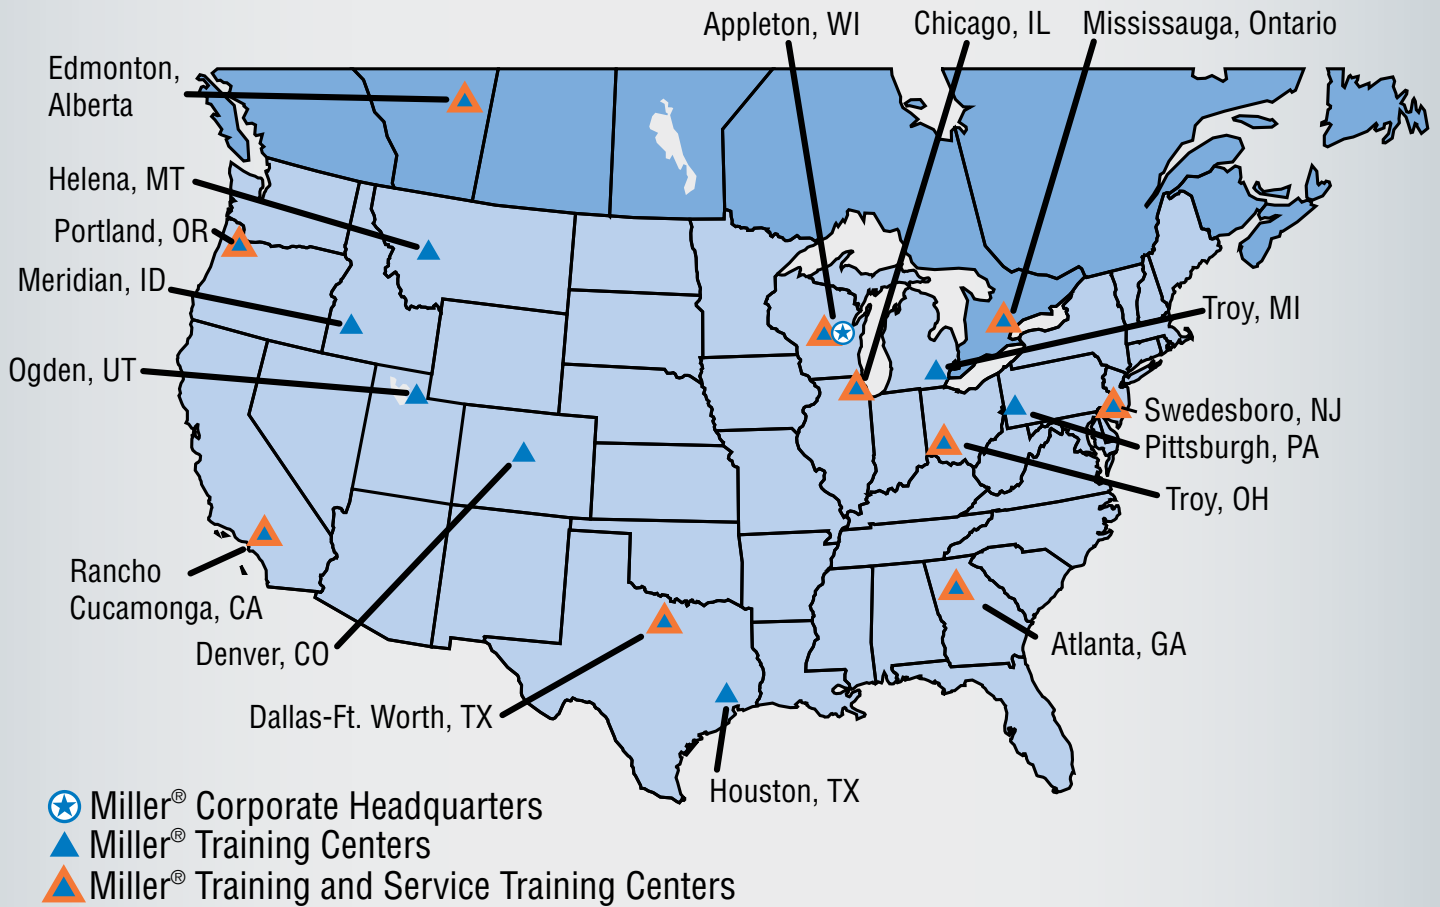 Appleton, WI
Chicago, IL
Mississauga, Ontario
Edmonton,
Alberta
Helena, MT
Portland, OR
Meridian, ID
Troy, MI
Ogden, UT
Swedesboro, NJ
Pittsburgh, PA
Troy, OH
Rancho
Cucamonga, CA
Denver, CO
Atlanta, GA
Dallas-Ft. Worth, TX
Houston, TX
Miller® Corporate Headquarters
Miller® Training Centers
Miller® Training and Service Training Centers